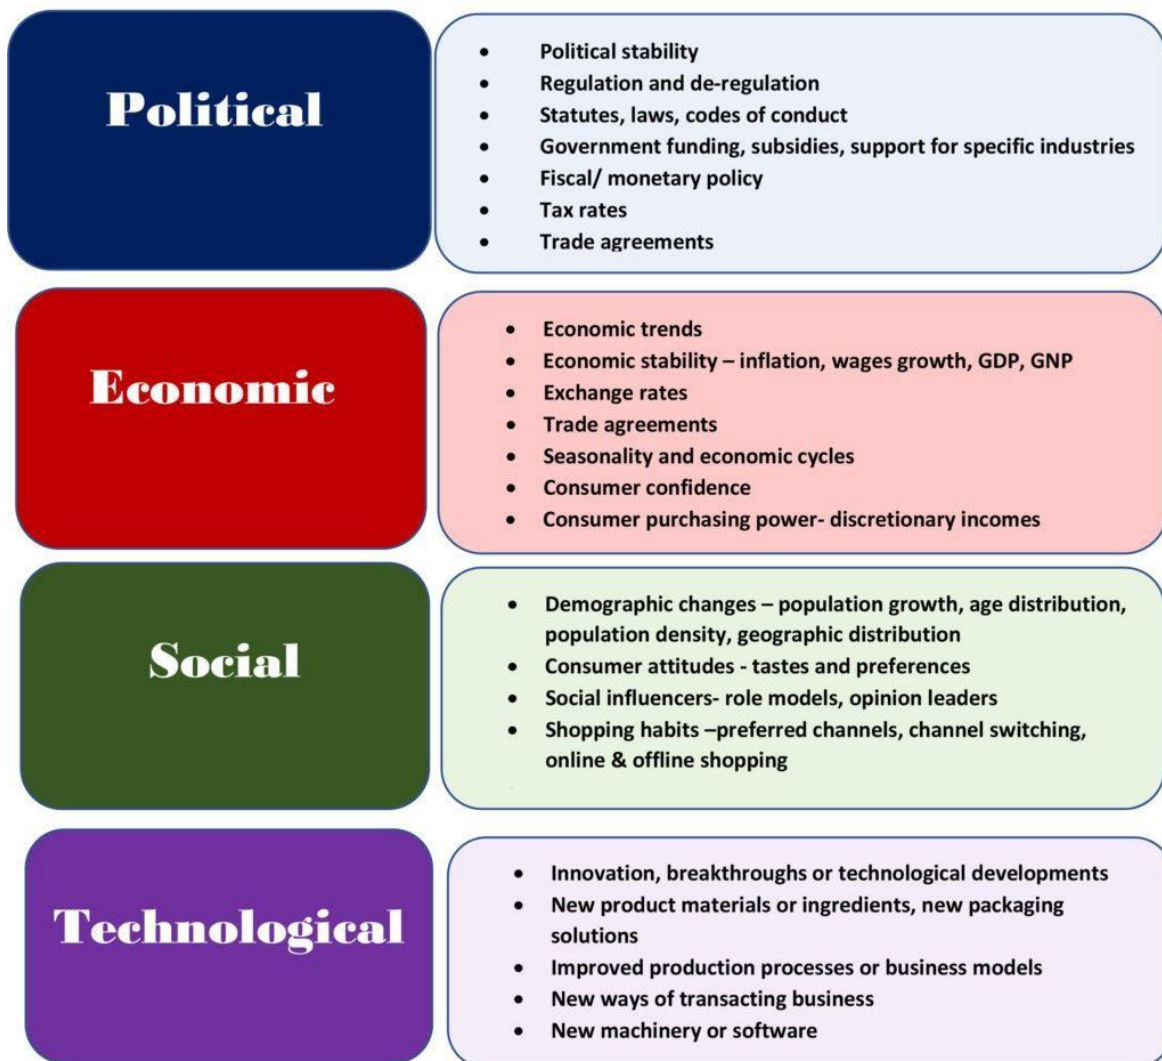 Political
• Political stability
• Regulation and de-regulation
• Statutes, laws, codes of conduct
• Government funding, subsidies, support for specific industries
• Fiscal/ monetary policy
• Tax rates
• Trade agreements
Economic
• Economic trends
• Economic stability – inflation, wages growth, GDP, GNP
• Exchange rates
• Trade agreements
• Seasonality and economic cycles
• Consumer confidence
• Consumer purchasing power- discretionary incomes
Social
• Demographic changes – population growth, age distribution,
population density, geographic distribution
• Consumer attitudes - tastes and preferences
• Social influencers- role models, opinion leaders
• Shopping habits –preferred channels, channel switching,
online & offline shopping
Technological
• Innovation, breakthroughs or technological developments
• New product materials or ingredients, new packaging
solutions
• Improved production processes or business models
• New ways of transacting business
• New machinery or software